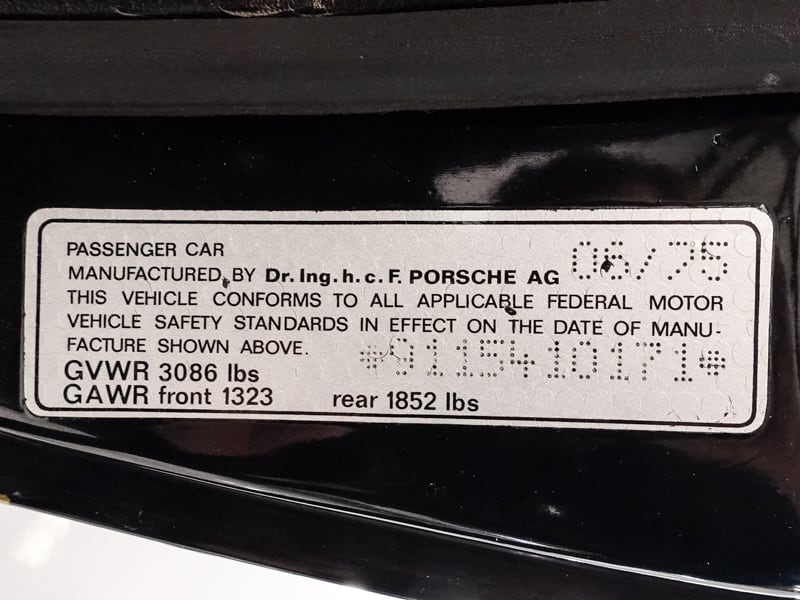 PASSENGER CAR
MANUFACTURED BY Dr. Ing. h. c. F. PORSCHE AG 06/75
THIS VEHICLE CONFORMS TO ALL APPLICABLE FEDERAL MOTOR
VEHICLE SAFETY STANDARDS IN EFFECT ON THE DATE OF MANU-
FACTURE SHOWN ABOVE. *9115410171*
GVWR 3086 lbs
GAWR front 1323 rear 1852 lbs